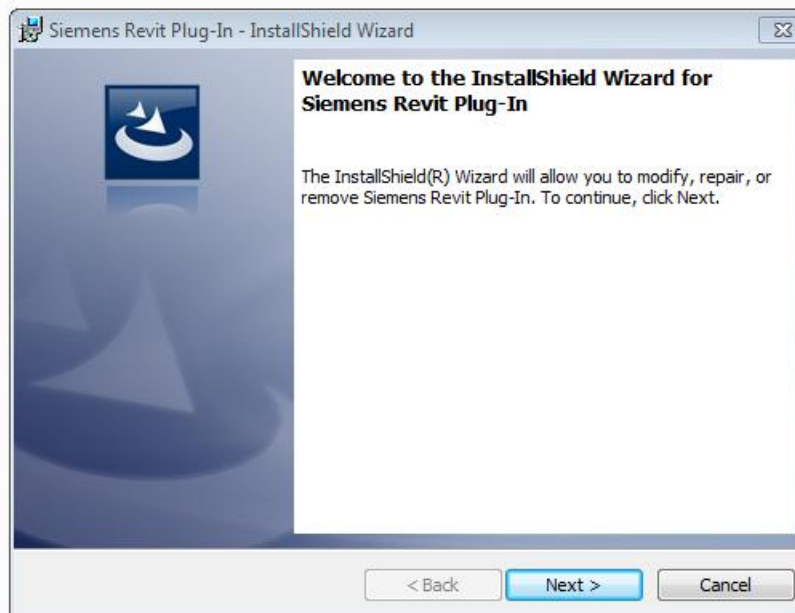 Siemens Revit Plug-In - InstallShield Wizard
Welcome to the InstallShield Wizard for
Siemens Revit Plug-In
The InstallShield(R) Wizard will allow you to modify, repair, or
remove Siemens Revit Plug-In. To continue, click Next.
< Back Next > Cancel